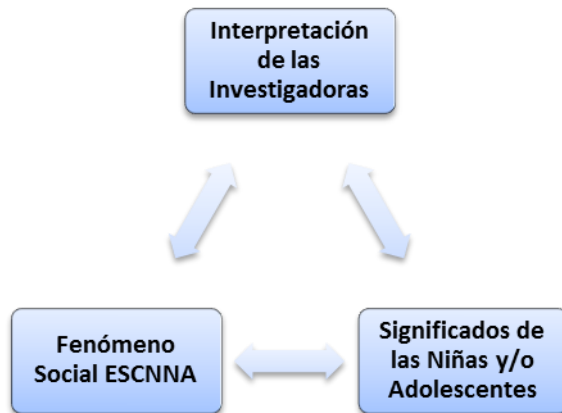 Interpretación
de las
Investigadoras
Fenómeno
Social ESCNNA
Significados de
las Niñas y/o
Adolescentes